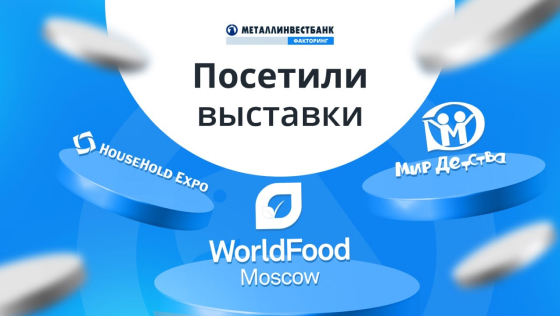 МЕТАЛЛИНВЕСТБАНК
ФАКТОРИНГ
Посетили
выставки
HOUSEHOLD EXPO
Мир Детства
WorldFood
Moscow